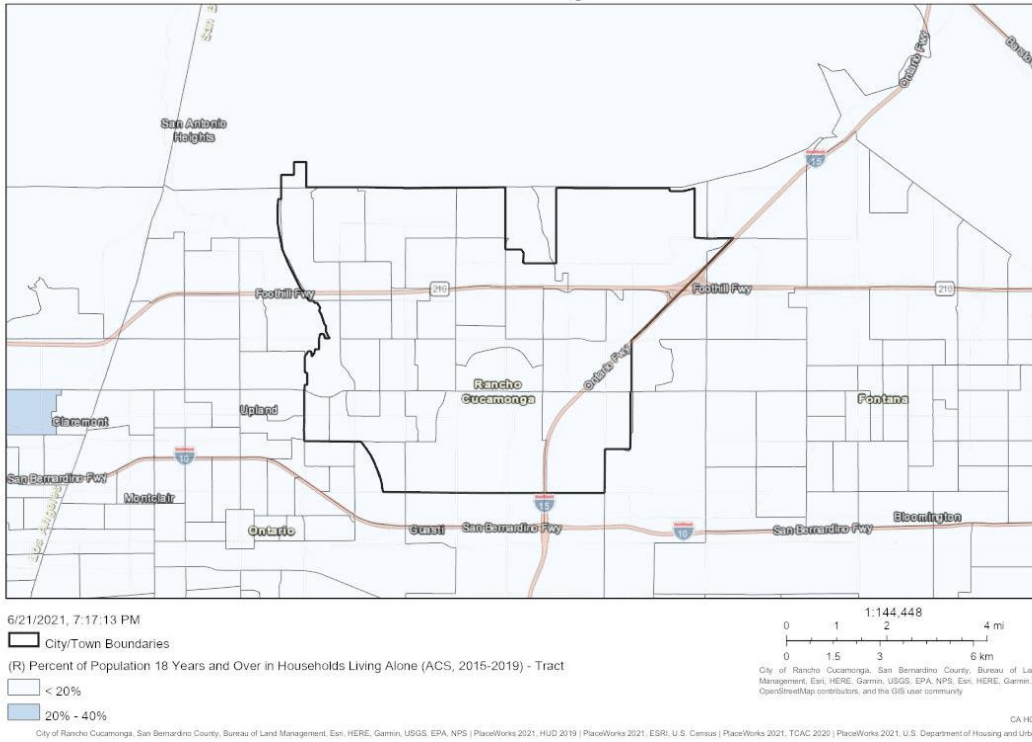 San Antonio
Heights
Ontario Fwy
15
Foothill Fwy
210
Foothill Fwy
210
Ontario Fwy
Rancho
Cucamonga
Fontana
Claremont
Upland
10
San Bernardino Fwy
Montclair
Los Angeles
Ontario
Guasti
San Bernardino Fwy
15
10
San Bernardino Fwy
Bloomington
6/21/2021, 7:17:13 PM
City/Town Boundaries
(R) Percent of Population 18 Years and Over in Households Living Alone (ACS, 2015-2019) - Tract
< 20%
20% - 40%
1:144,448
0 1 2 4 mi
0 1.5 3 6 km
City of Rancho Cucamonga, San Bernardino County, Bureau of La
Management, Esri, HERE, Garmin, USGS, EPA, NPS, Esri, HERE, Garmin,
OpenStreetMap contributors, and the GIS user community
CA HC
City of Rancho Cucamonga, San Bernardino County, Bureau of Land Management, Esri, HERE, Garmin, USGS, EPA, NPS | PlaceWorks 2021, HUD 2019 | PlaceWorks 2021, ESRI, U.S. Census | PlaceWorks 2021, TCAC 2020 | PlaceWorks 2021, U.S. Department of Housing and Urba